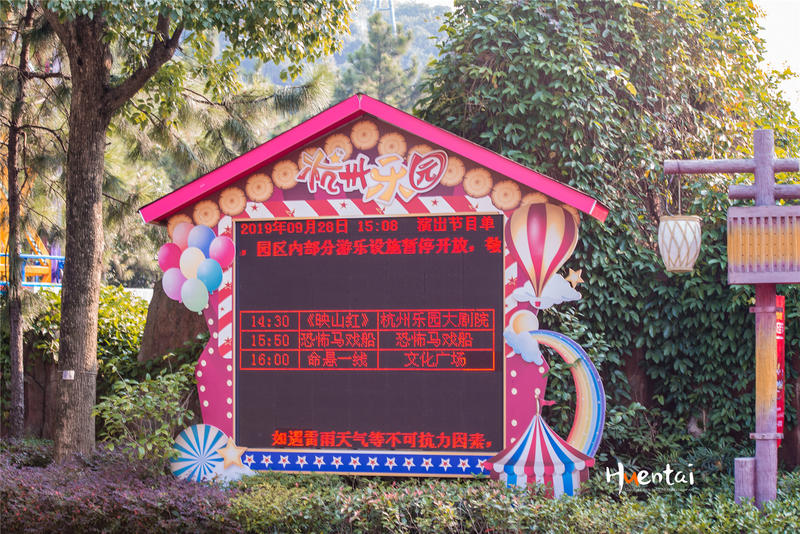 杭州乐园
2019年09月28日 15:08 演出节目单
，园区内部分游乐设施暂停开放，敬
14:30 《映山红》 杭州乐园大剧院
15:50 恐怖马戏船 恐怖马戏船
16:00 命悬一线 文化广场
如遇雷雨天气等不可抗力因素，
Huentai